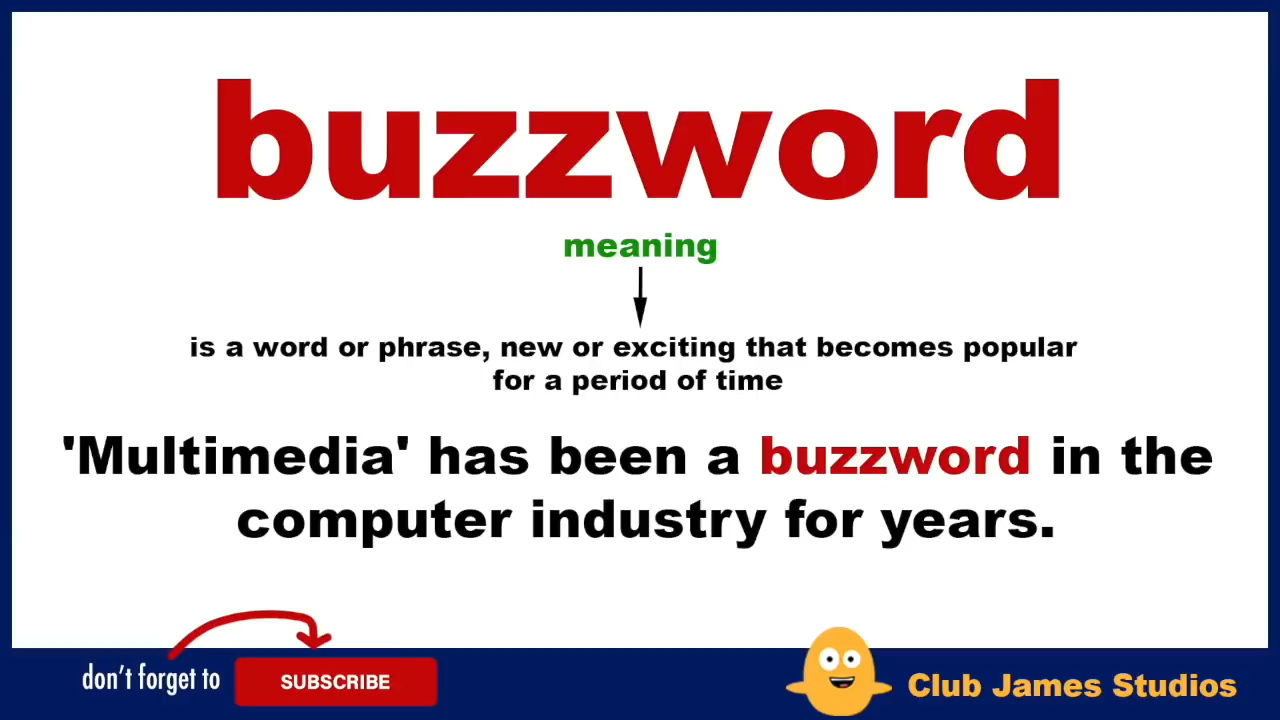 buzzword
meaning
is a word or phrase, new or exciting that becomes popular
for a period of time
'Multimedia' has been a buzzword in the
computer industry for years.
don't forget to
SUBSCRIBE
Club James Studios